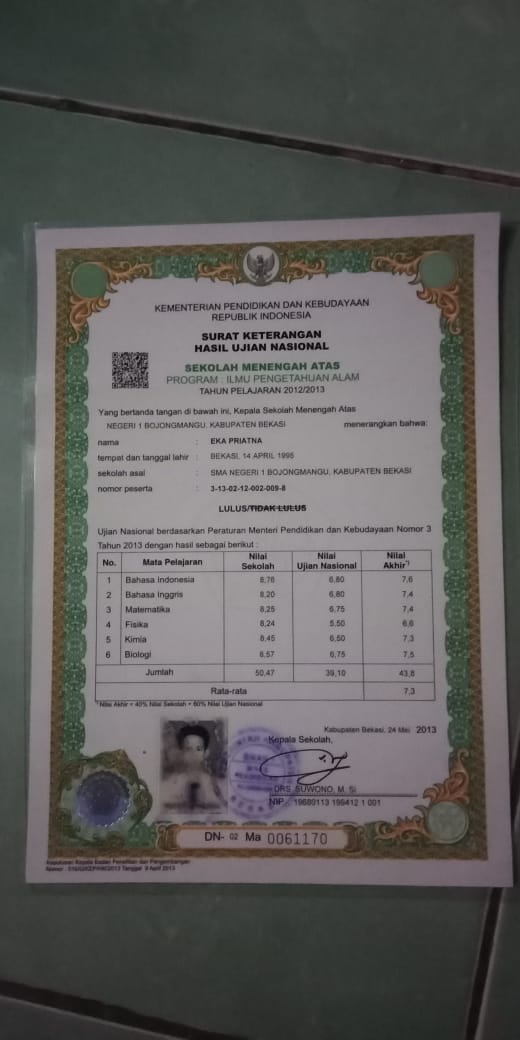 KEMENTERIAN PENDIDIKAN DAN KEBUDAYAAN
REPUBLIK INDONESIA
SURAT KETERANGAN
HASIL UJIAN NASIONAL
SEKOLAH MENENGAH ATAS
PROGRAM : ILMU PENGETAHUAN ALAM
TAHUN PELAJARAN 2012/2013
Yang bertanda tangan di bawah ini, Kepala Sekolah Menengah Atas
NEGERI 1 BOJONGMANGU, KABUPATEN BEKASI menerangkan bahwa:
nama : EKA PRIATNA
tempat dan tanggal lahir : BEKASI, 14 APRIL 1995
sekolah asal : SMA NEGERI 1 BOJONGMANGU, KABUPATEN BEKASI
nomor peserta : 3-13-02-12-002-009-8
LULUS/TIDAK LULUS
Ujian Nasional berdasarkan Peraturan Menteri Pendidikan dan Kebudayaan Nomor 3
Tahun 2013 dengan hasil sebagai berikut :
No. Mata Pelajaran Nilai Sekolah Nilai Ujian Nasional Nilai Akhir*)
1 Bahasa Indonesia 8,76 6,80 7,6
2 Bahasa Inggris 8,20 6,80 7,4
3 Matematika 8,25 6,75 7,4
4 Fisika 8,24 5,50 6,6
5 Kimia 8,45 6,50 7,3
6 Biologi 8,57 6,75 7,5
Jumlah 50,47 39,10 43,8
Rata-rata 7,3
*Nilai Akhir = 40% Nilai Sekolah + 60% Nilai Ujian Nasional
Kabupaten Bekasi, 24 Mei 2013
Kepala Sekolah,
DRS. SUWONO, M. Si
NIP. 19680113 199412 1 001
DN- 02 Ma 0061170
Keputusan Kepala Badan Penelitian dan Pengembangan
Nomor : Tanggal 9 April 2013